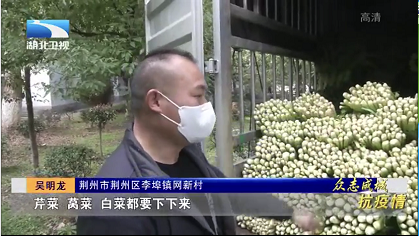 湖北卫视
高清
众志成城
抗疫情
吴明龙 荆州市荆州区李埠镇网新村
芹菜 莴菜 白菜都要下下来